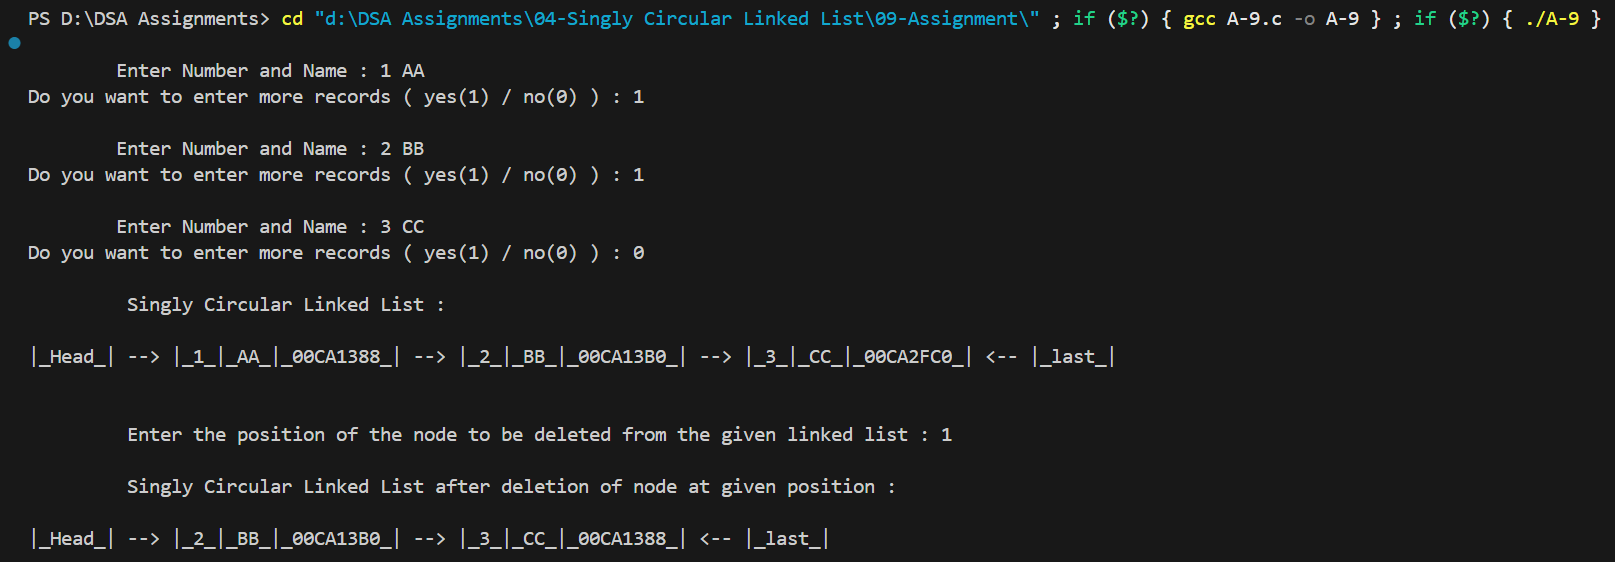 PS D:\DSA Assignments> cd "d:\DSA Assignments\04-Singly Circular Linked List\09-Assignment\" ; if ($?) { gcc A-9.c -o A-9 } ; if ($?) { ./A-9 }
Enter Number and Name : 1 AA
Do you want to enter more records ( yes(1) / no(0) ) : 1
Enter Number and Name : 2 BB
Do you want to enter more records ( yes(1) / no(0) ) : 1
Enter Number and Name : 3 CC
Do you want to enter more records ( yes(1) / no(0) ) : 0
Singly Circular Linked List :
|_Head_| --> |_1_|_AA_|_00CA1388_| --> |_2_|_BB_|_00CA13B0_| --> |_3_|_CC_|_00CA2FC0_| <-- |_last_|
Enter the position of the node to be deleted from the given linked list : 1
Singly Circular Linked List after deletion of node at given position :
|_Head_| --> |_2_|_BB_|_00CA13B0_| --> |_3_|_CC_|_00CA1388_| <-- |_last_|